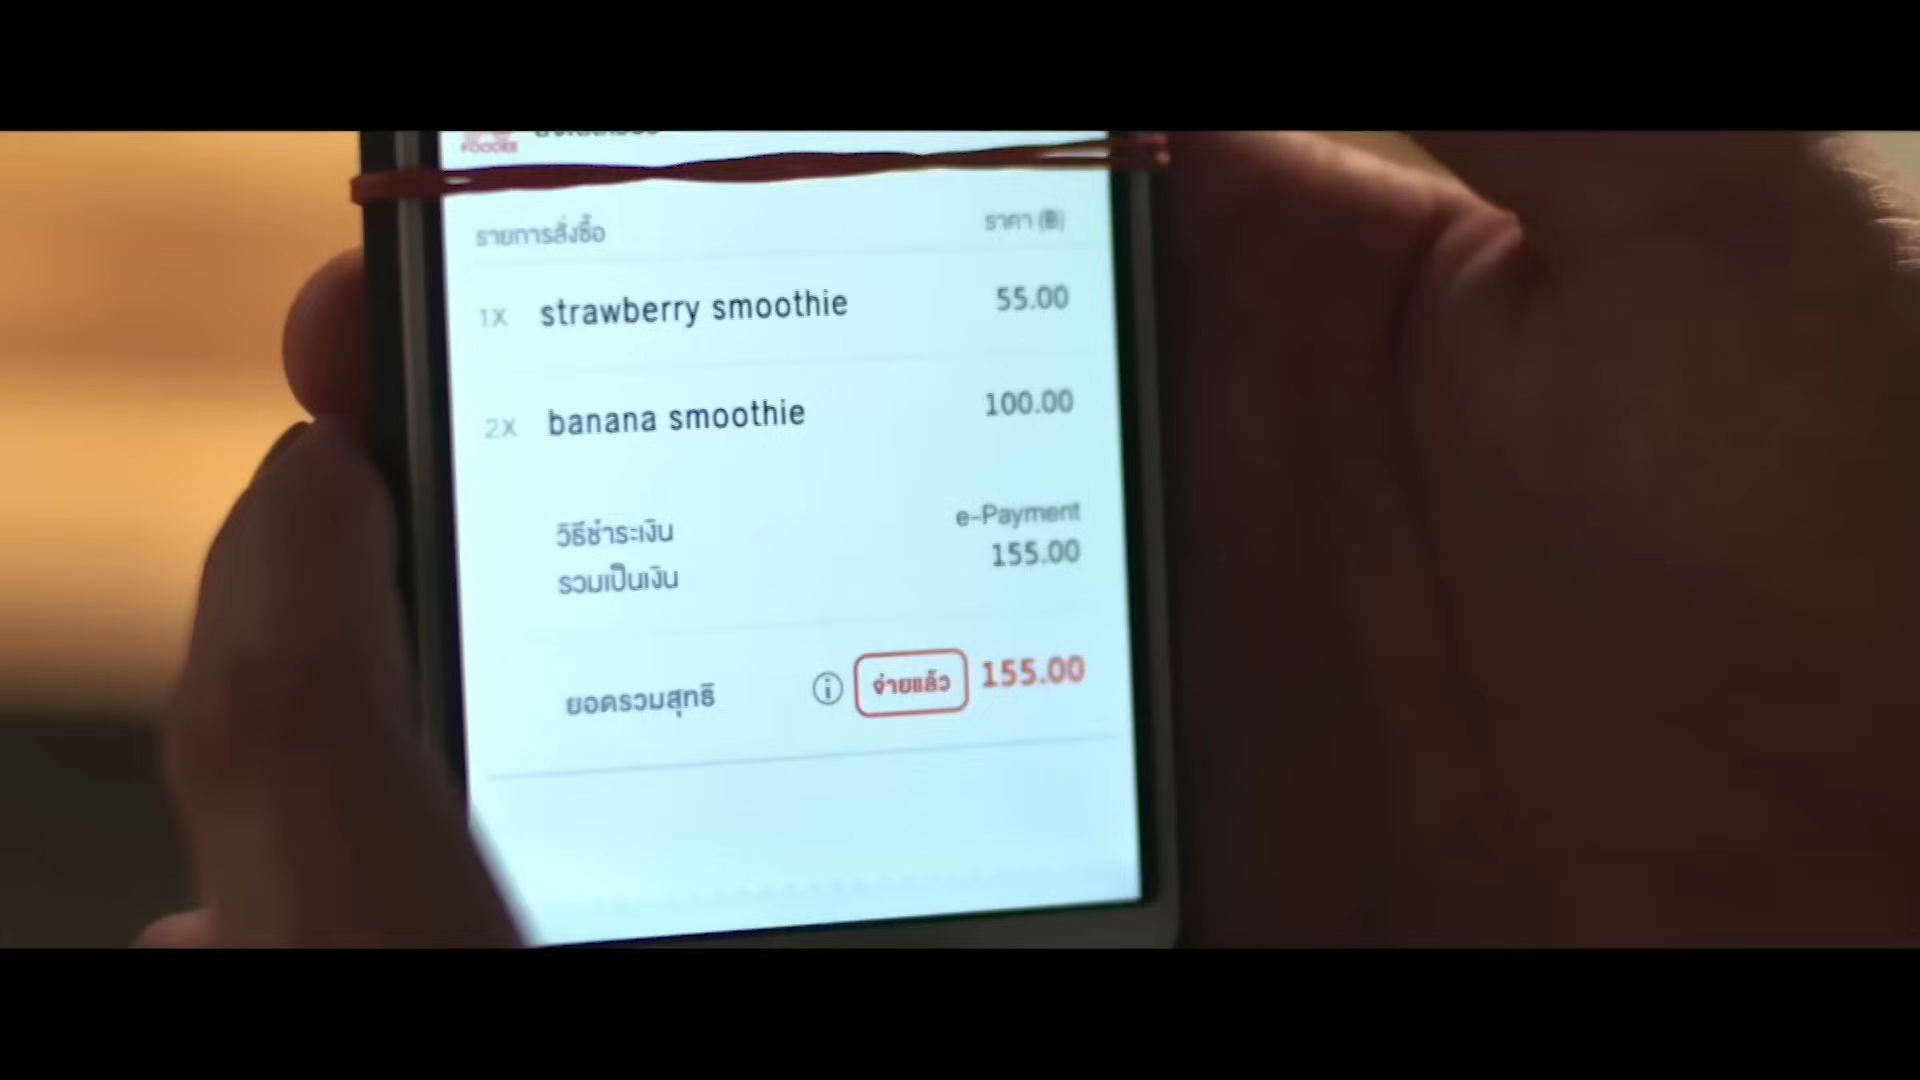 FOODEE
รายการสั่งซื้อ ราคา (฿)
1X strawberry smoothie 55.00
2X banana smoothie 100.00
วิธีชำระเงิน e-Payment
รวมเป็นเงิน 155.00
ยอดรวมสุทธิ จ่ายแล้ว 155.00